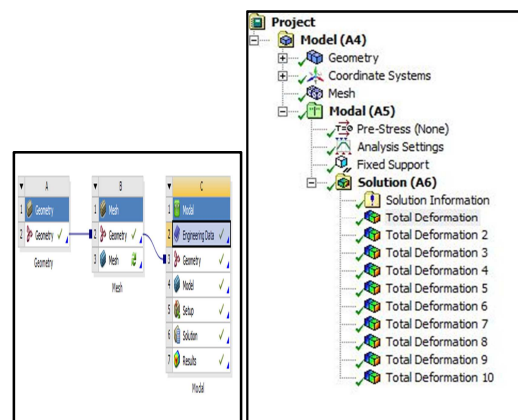 A
1 Geometry
2 Geometry
Geometry
B
1 Mesh
2 Geometry
3 Mesh
Mesh
C
1 Modal
2 Engineering Data
3 Geometry
4 Model
5 Setup
6 Solution
7 Results
Modal
Project
Model (A4)
Geometry
Coordinate Systems
Mesh
Modal (A5)
Pre-Stress (None)
Analysis Settings
Fixed Support
Solution (A6)
Solution Information
Total Deformation
Total Deformation 2
Total Deformation 3
Total Deformation 4
Total Deformation 5
Total Deformation 6
Total Deformation 7
Total Deformation 8
Total Deformation 9
Total Deformation 10